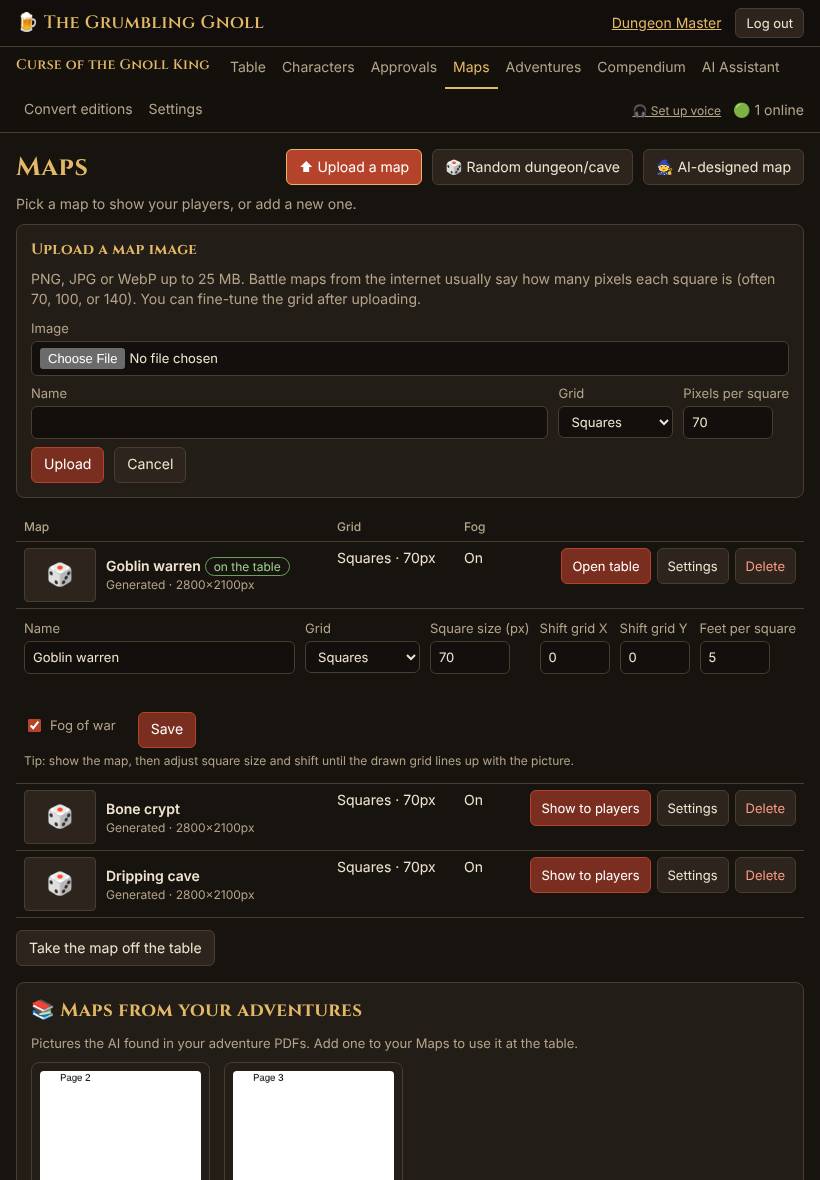 The Grumbling Gnoll
Dungeon Master
Log out
Curse of the Gnoll King
Table
Characters
Approvals
Maps
Adventures
Compendium
AI Assistant
Convert editions
Settings
Set up voice
1 online
Maps
Upload a map
Random dungeon/cave
AI-designed map
Pick a map to show your players, or add a new one.
Upload a map image
PNG, JPG or WebP up to 25 MB. Battle maps from the internet usually say how many pixels each square is (often
70, 100, or 140). You can fine-tune the grid after uploading.
Image
Choose File No file chosen
Name
Grid
Pixels per square
Squares
70
Upload
Cancel
Map
Grid
Fog
Goblin warren
on the table
Generated · 2800×2100px
Squares · 70px
On
Open table
Settings
Delete
Name
Grid
Square size (px)
Shift grid X
Shift grid Y
Feet per square
Goblin warren
Squares
70
0
0
5
Fog of war
Save
Tip: show the map, then adjust square size and shift until the drawn grid lines up with the picture.
Bone crypt
Generated · 2800×2100px
Squares · 70px
On
Show to players
Settings
Delete
Dripping cave
Generated · 2800×2100px
Squares · 70px
On
Show to players
Settings
Delete
Take the map off the table
Maps from your adventures
Pictures the AI found in your adventure PDFs. Add one to your Maps to use it at the table.
Page 2
Page 3